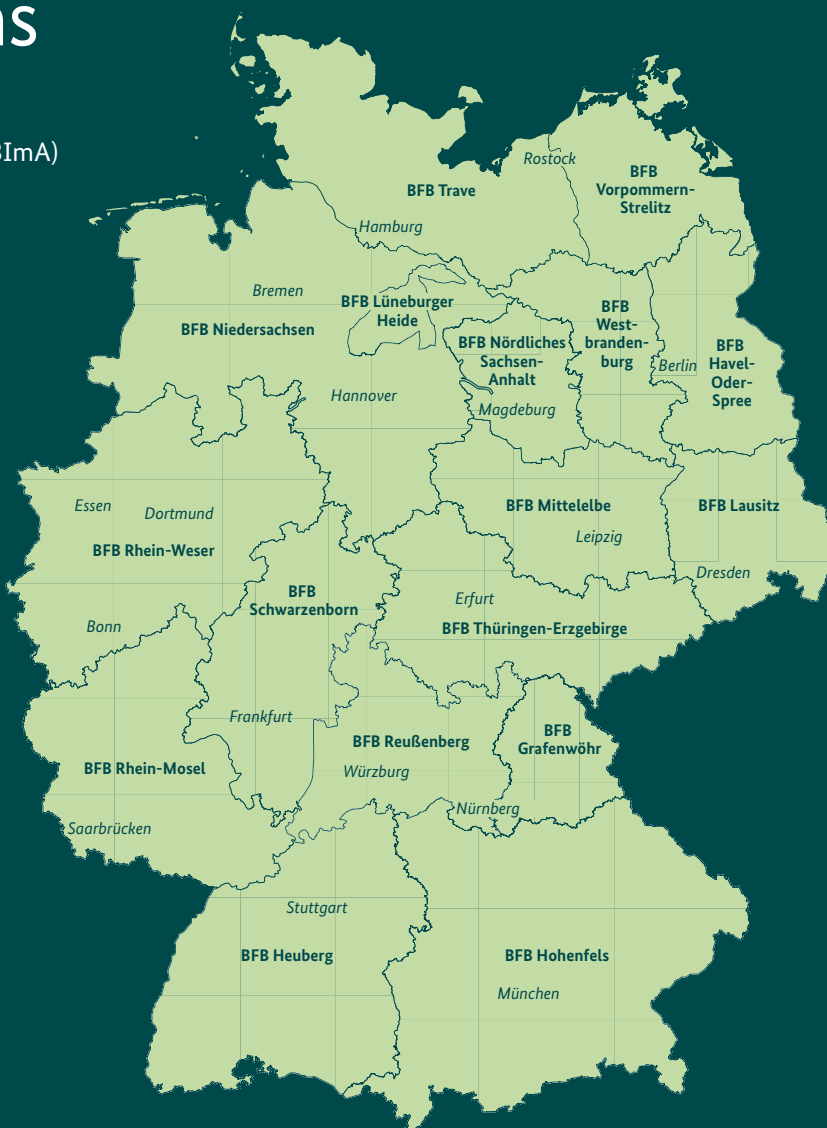 ns
BImA)
Rostock
BFB
Vorpommern-
Strelitz
BFB Trave
Hamburg
Bremen
BFB Lüneburger
Heide
BFB Niedersachsen
BFB
West-
branden-
burg
BFB Nördliches
Sachsen-
Anhalt
BFB
Havel-
Oder-
Spree
Berlin
Hannover
Magdeburg
Essen
Dortmund
BFB Mittelelbe
BFB Lausitz
Leipzig
BFB Rhein-Weser
Dresden
BFB
Schwarzenborn
Erfurt
Bonn
BFB Thüringen-Erzgebirge
Frankfurt
BFB Reußenberg
BFB
Grafenwöhr
BFB Rhein-Mosel
Würzburg
Nürnberg
Saarbrücken
Stuttgart
BFB Heuberg
BFB Hohenfels
München